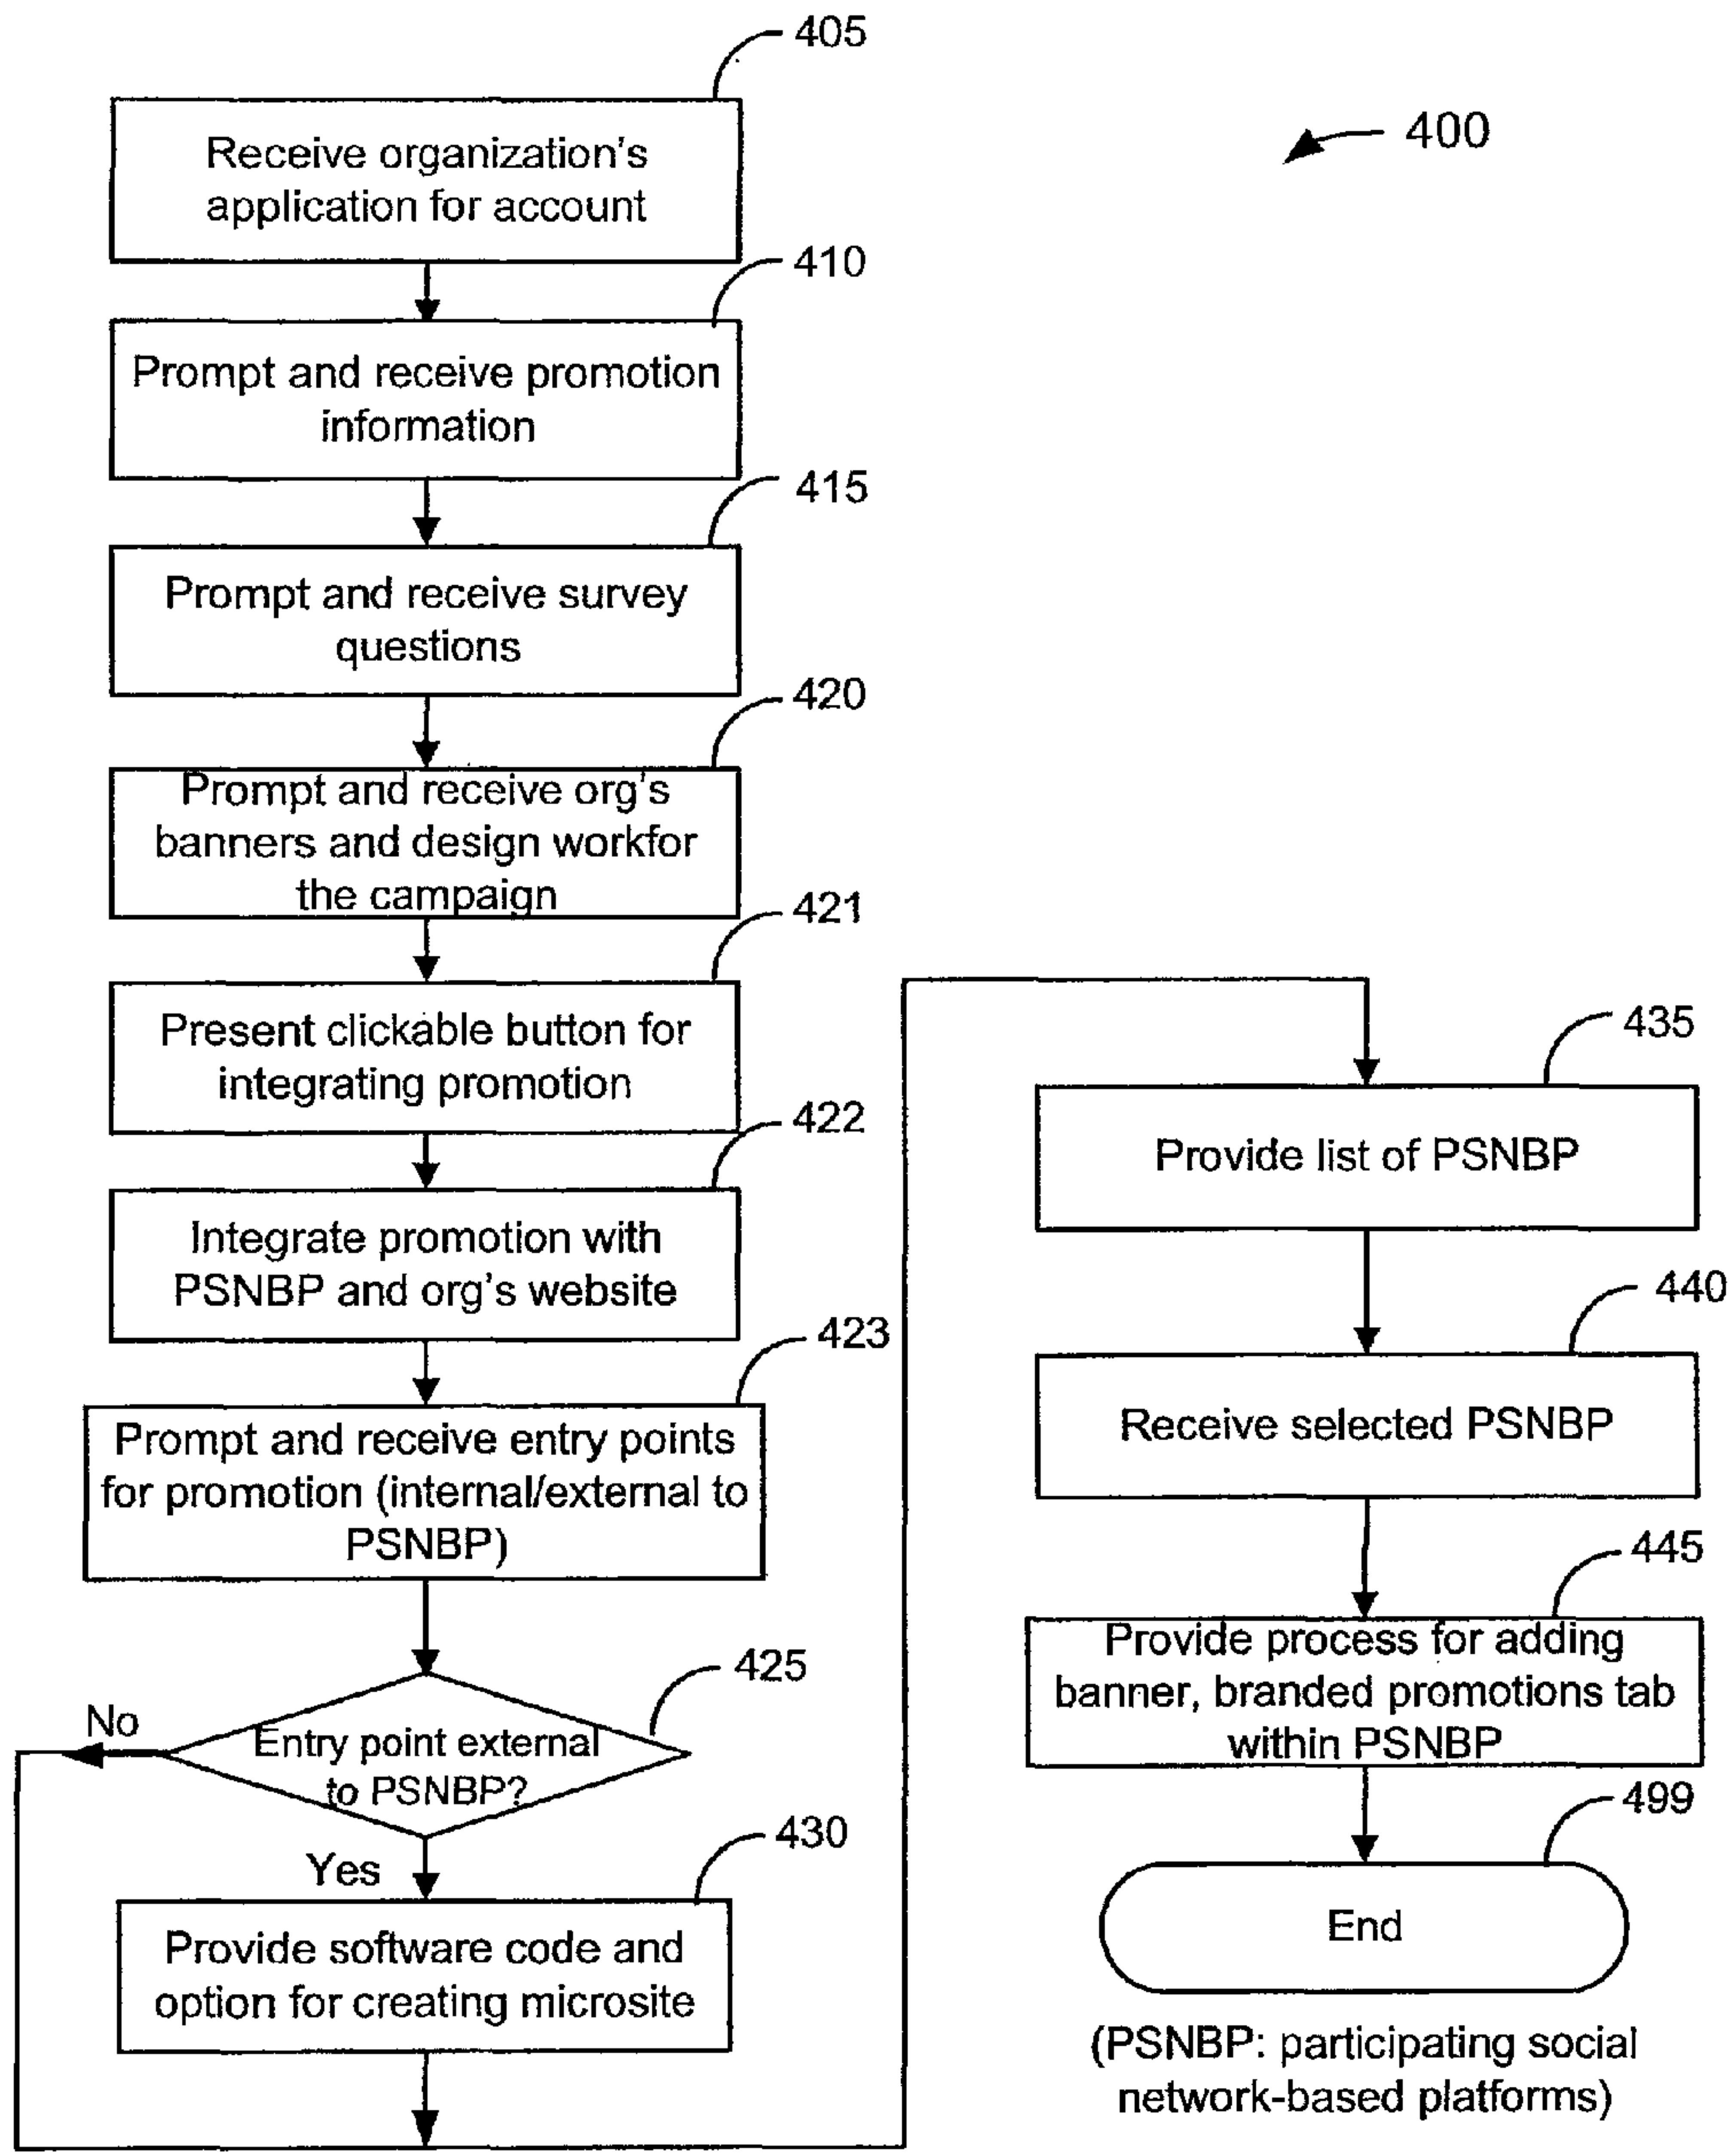 405
Receive organization's
application for account
400
410
Prompt and receive promotion
information
415
Prompt and receive survey
questions
420
Prompt and receive org's
banners and design workfor
the campaign
421
Present clickable button for
integrating promotion
422
Integrate promotion with
PSNBP and org's website
423
Prompt and receive entry points
for promotion (internal/external to
PSNBP)
425
No
Entry point external
to PSNBP?
Yes
430
Provide software code and
option for creating microsite
435
Provide list of PSNBP
440
Receive selected PSNBP
445
Provide process for adding
banner, branded promotions tab
within PSNBP
499
End
(PSNBP: participating social
network-based platforms)